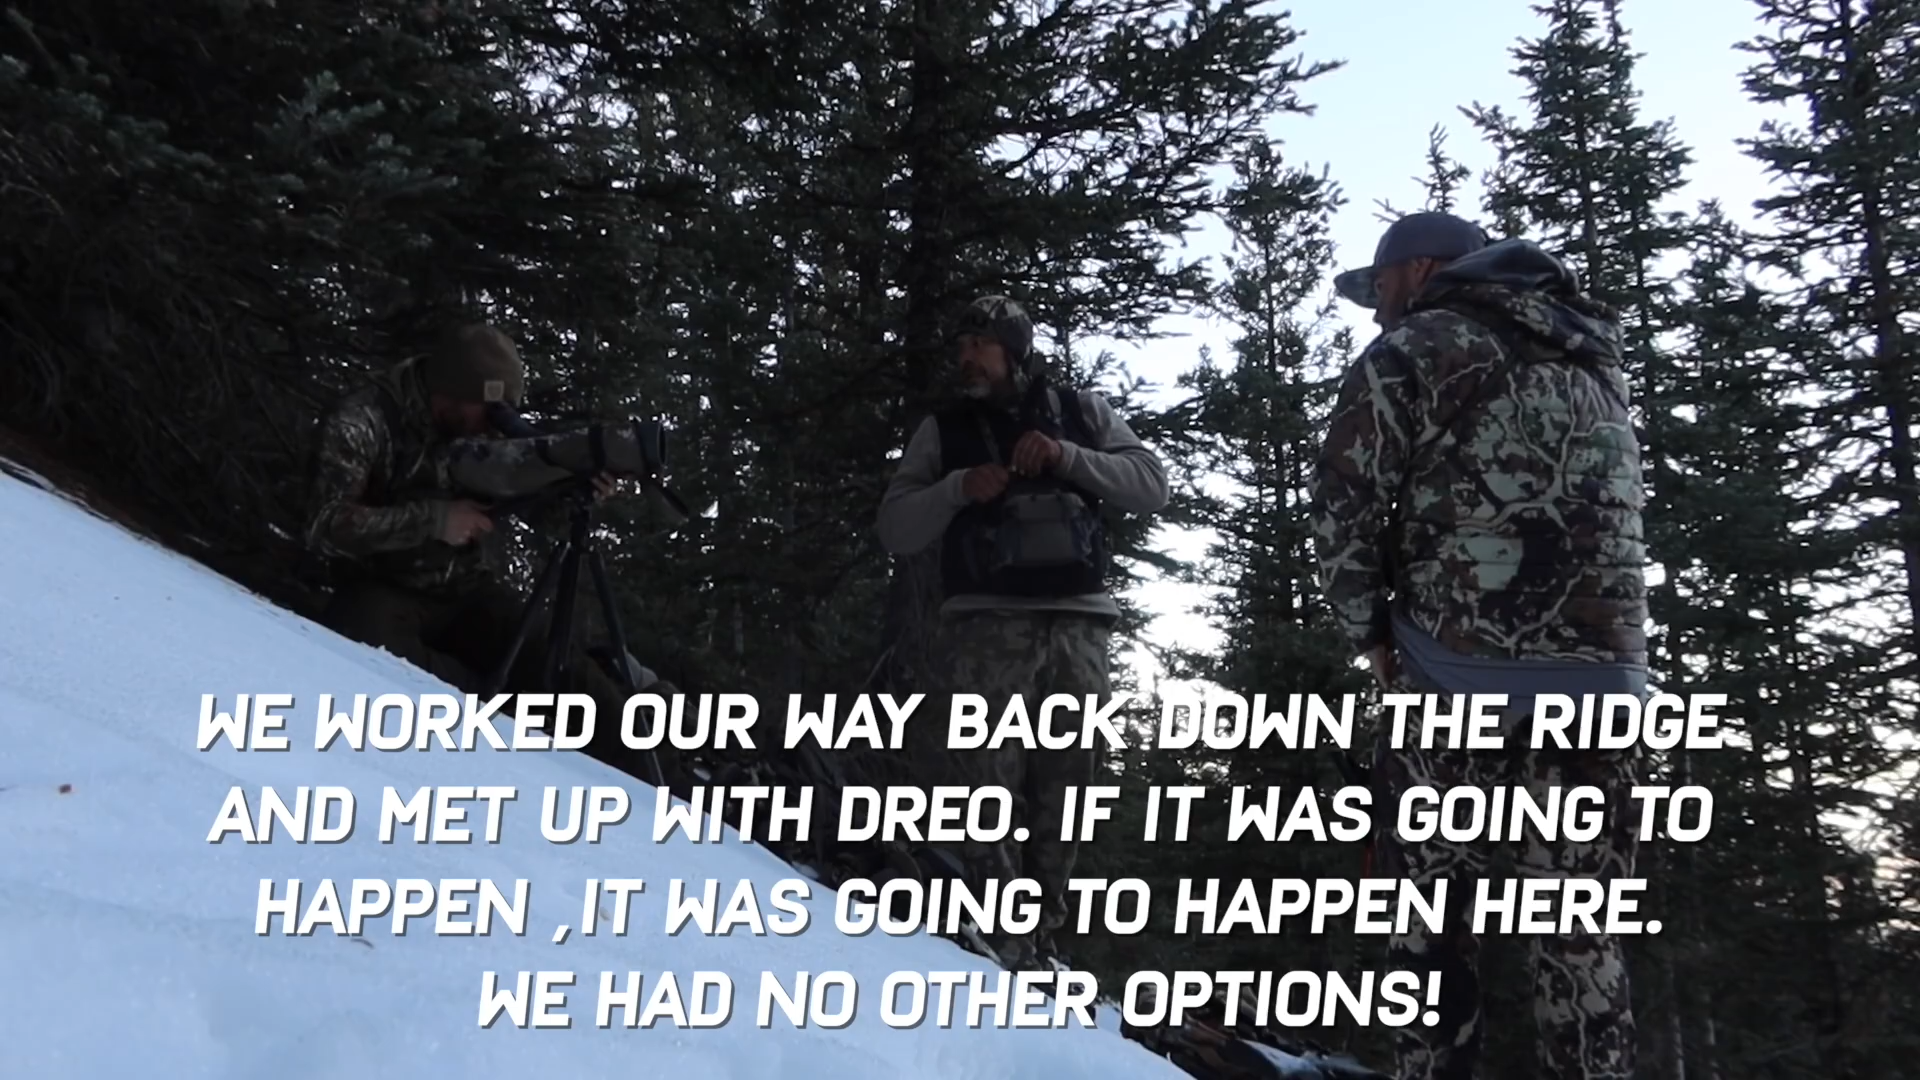 WE WORKED OUR WAY BACK DOWN THE RIDGE
AND MET UP WITH DREO. IF IT WAS GOING TO
HAPPEN ,IT WAS GOING TO HAPPEN HERE.
WE HAD NO OTHER OPTIONS!